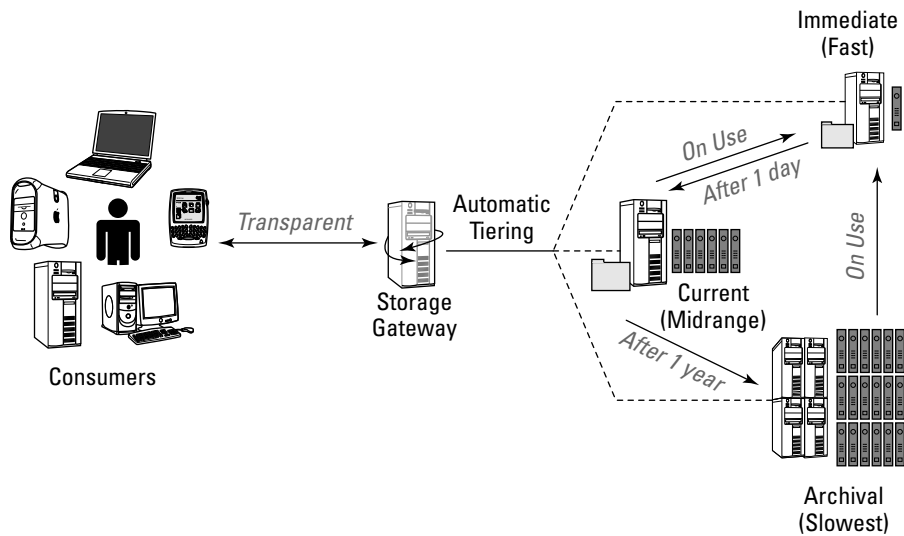 Immediate
(Fast)
On Use
After 1 day
Transparent
Automatic
Tiering
On Use
Storage
Gateway
Current
(Midrange)
After 1 year
Consumers
Archival
(Slowest)